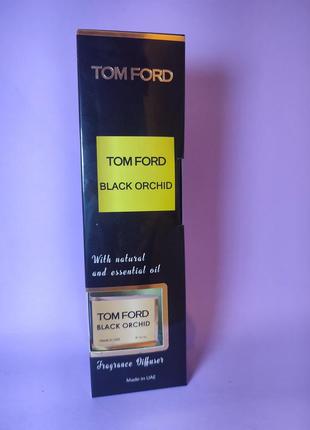 TOM FORD
TOM FORD
BLACK ORCHID
With natural
and essential oil
TOM FORD
BLACK ORCHID
Fragrance Diffuser
Made in UAE